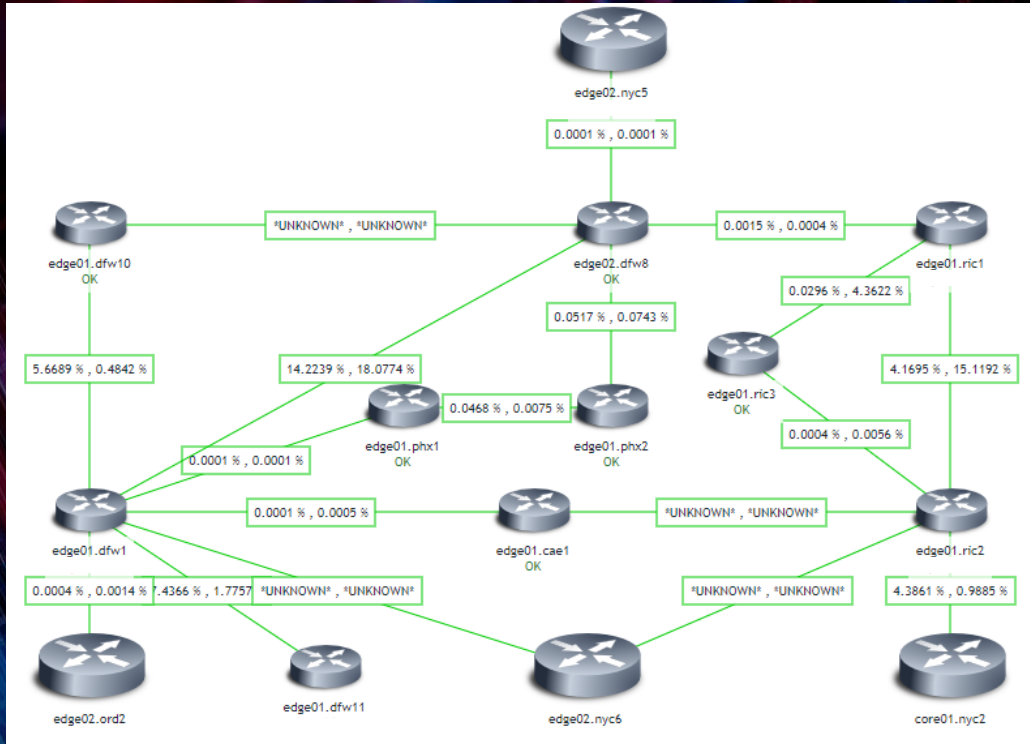 edge02.nyc5
0.0001 % , 0.0001 %
*UNKNOWN* , *UNKNOWN*
0.0015 % , 0.0004 %
edge01.dfw10
OK
edge02.dfw8
OK
edge01.ric1
0.0296 % , 4.3622 %
0.0517 % , 0.0743 %
5.6689 % , 0.4842 %
14.2239 % , 18.0774 %
4.1695 % , 15.1192 %
edge01.ric3
OK
0.0468 % , 0.0075 %
edge01.phx1
OK
edge01.phx2
OK
0.0004 % , 0.0056 %
0.0001 % , 0.0001 %
0.0001 % , 0.0005 %
*UNKNOWN* , *UNKNOWN*
edge01.dfw1
edge01.cae1
OK
edge01.ric2
0.0004 % , 0.0014 %
7.4366 % , 1.7757
*UNKNOWN* , *UNKNOWN*
*UNKNOWN* , *UNKNOWN*
4.3861 % , 0.9885 %
edge02.ord2
edge01.dfw11
edge02.nyc6
core01.nyc2